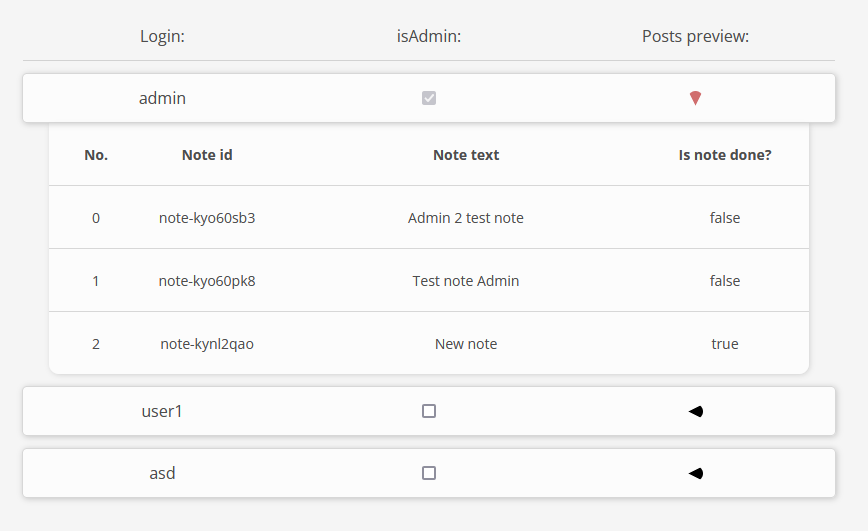 Login: isAdmin: Posts preview:
admin
No. Note id Note text Is note done?
0 note-kyo60sb3 Admin 2 test note false
1 note-kyo60pk8 Test note Admin false
2 note-kynl2qao New note true
user1
asd